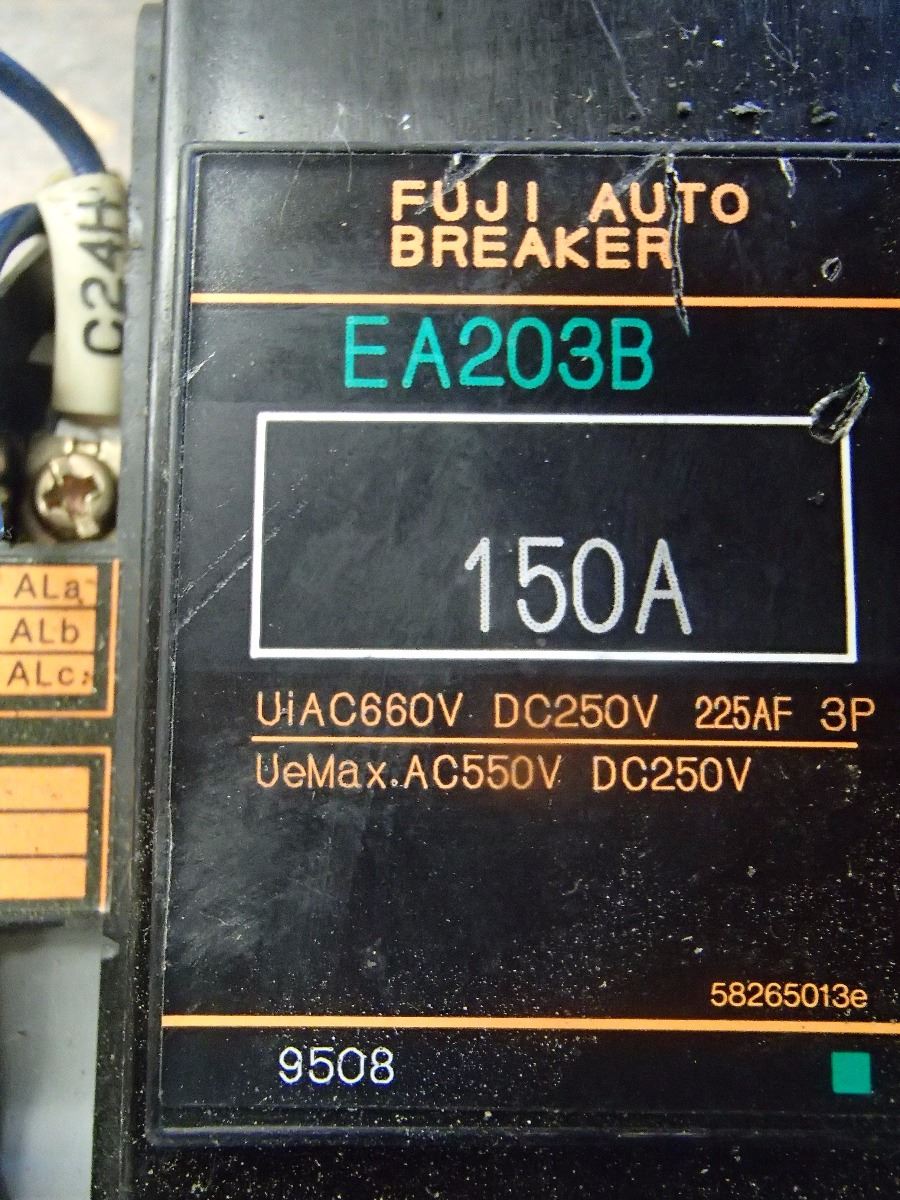 FUJI AUTO
BREAKER
EA203B
150A
UiAC660V DC250V 225AF 3P
UeMax.AC550V DC250V
58265013e
9508
C24H
ALa
ALb
ALc